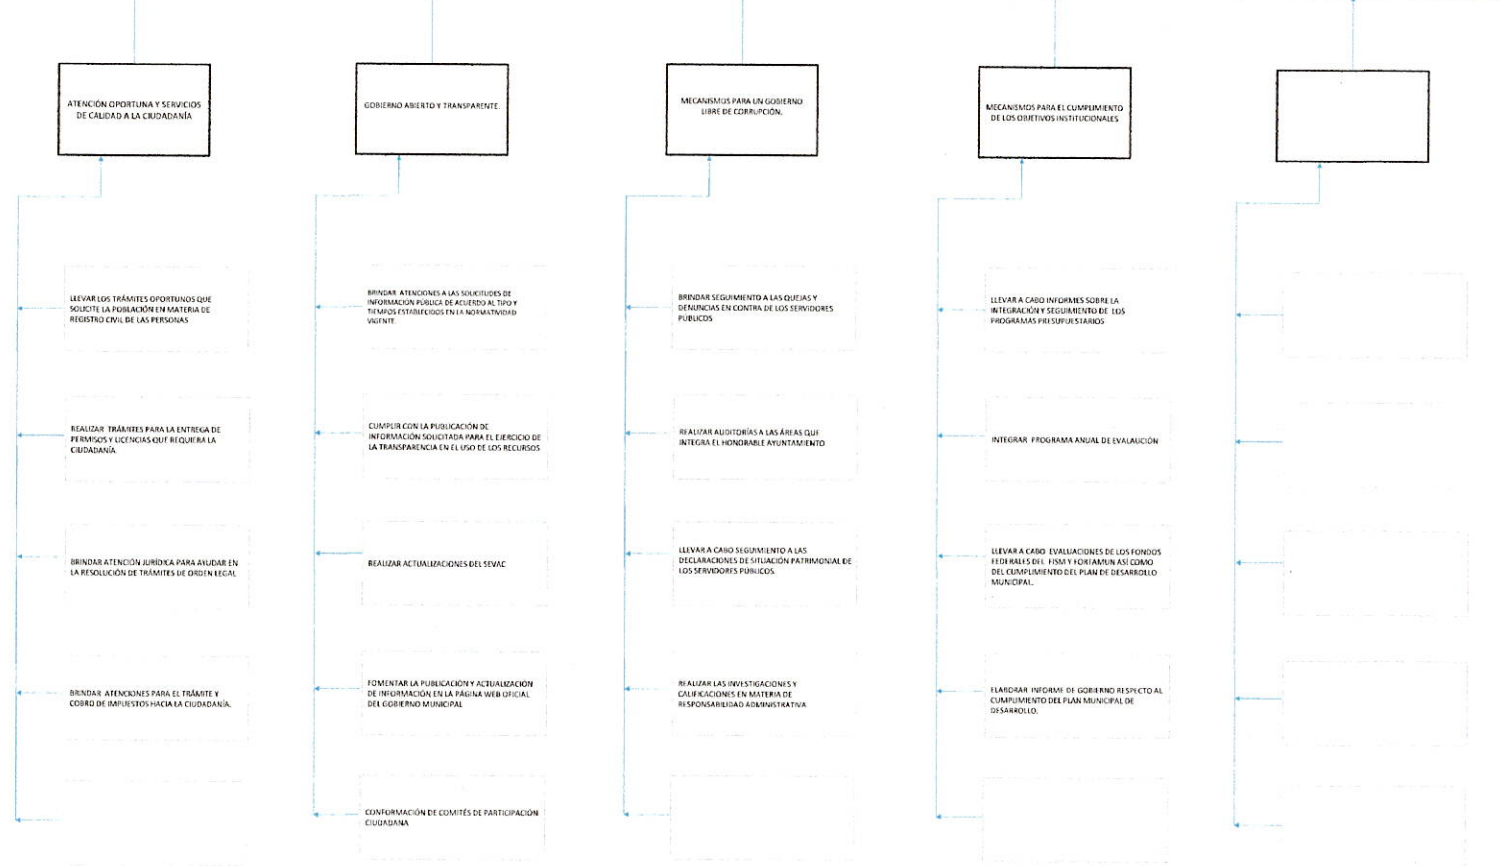 ATENCIÓN OPORTUNA Y SERVICIOS
DE CALIDAD A LA CIUDADANÍA
LLEVAR LOS TRÁMITES OPORTUNOS QUE
SOLICITE LA POBLACIÓN EN MATERIA DE
REGISTRO CIVIL DE LAS PERSONAS
REALIZAR TRÁMITES PARA LA ENTREGA DE
PERMISOS Y LICENCIAS QUE REQUIERA LA
CIUDADANÍA.
BRINDAR ATENCIÓN JURÍDICA PARA AYUDAR EN
LA RESOLUCIÓN DE TRÁMITES DE ORDEN LEGAL
BRINDAR ATENCIONES PARA EL TRÁMITE Y
COBRO DE IMPUESTOS HACIA LA CIUDADANÍA.
GOBIERNO ABIERTO Y TRANSPARENTE.
BRINDAR ATENCIONES A LAS SOLICITUDES DE
INFORMACIÓN PÚBLICA DE ACUERDO AL TIPO Y
TIEMPOS ESTABLECIDOS EN LA NORMATIVIDAD
VIGENTE.
CUMPLIR CON LA PUBLICACIÓN DE
INFORMACIÓN SOLICITADA PARA EL EJERCICIO DE
LA TRANSPARENCIA EN EL USO DE LOS RECURSOS
REALIZAR ACTUALIZACIONES DEL SEVAC
FOMENTAR LA PUBLICACIÓN Y ACTUALIZACIÓN
DE INFORMACIÓN EN LA PÁGINA WEB OFICIAL
DEL GOBIERNO MUNICIPAL
CONFORMACIÓN DE COMITÉS DE PARTICIPACIÓN
CIUDADANA
MECANISMOS PARA UN GOBIERNO
LIBRE DE CORRUPCIÓN.
BRINDAR SEGUIMIENTO A LAS QUEJAS Y
DENUNCIAS EN CONTRA DE LOS SERVIDORES
PÚBLICOS
REALIZAR AUDITORÍAS A LAS ÁREAS QUE
INTEGRA EL HONORABLE AYUNTAMIENTO
LLEVAR A CABO SEGUIMIENTO A LAS
DECLARACIONES DE SITUACIÓN PATRIMONIAL DE
LOS SERVIDORES PÚBLICOS.
REALIZAR LAS INVESTIGACIONES Y
CALIFICACIONES EN MATERIA DE
RESPONSABILIDAD ADMINISTRATIVA
MECANISMOS PARA EL CUMPLIMIENTO
DE LOS OBJETIVOS INSTITUCIONALES
LLEVAR A CABO INFORMES SOBRE LA
INTEGRACIÓN Y SEGUIMIENTO DE LOS
PROGRAMAS PRESUPUESTARIOS
INTEGRAR PROGRAMA ANUAL DE EVALAUCIÓN
LLEVAR A CABO EVALUACIONES DE LOS FONDOS
FEDERALES DEL FISM Y FORTAMUN ASÍ COMO
DEL CUMPLIMIENTO DEL PLAN DE DESARROLLO
MUNICIPAL.
ELABORAR INFORME DE GOBIERNO RESPECTO AL
CUMPLIMIENTO DEL PLAN MUNICIPAL DE
DESARROLLO.